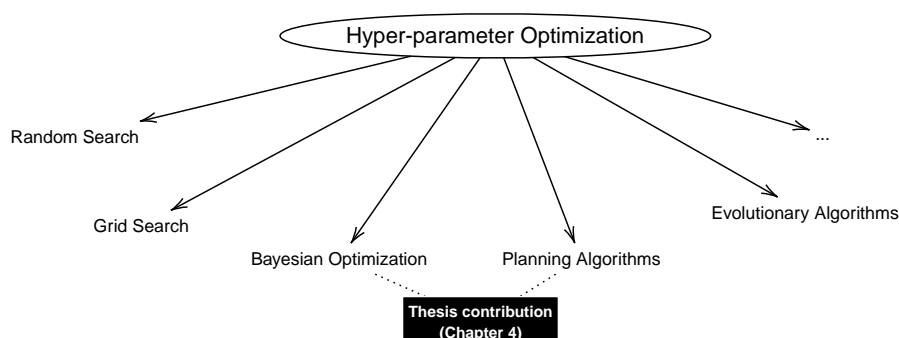 Hyper-parameter Optimization
Random Search
...
Grid Search
Evolutionary Algorithms
Bayesian Optimization
Planning Algorithms
Thesis contribution
(Chapter 4)